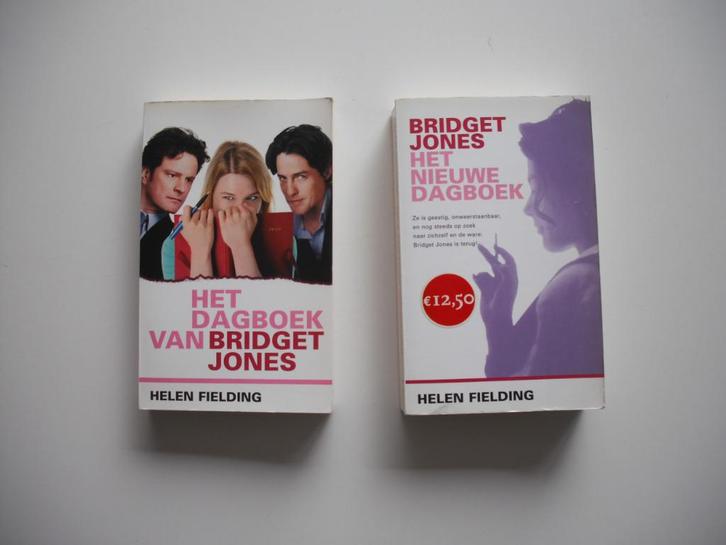 HET
DAGBOEK
VAN BRIDGET
JONES
HELEN FIELDING
BRIDGET
JONES
HET
NIEUWE
DAGBOEK
Ze is geestig, onweerstaanbaar,
en nog steeds op zoek
naar zichzelf en de ware.
Bridget Jones is terug!
€12,50
HELEN FIELDING